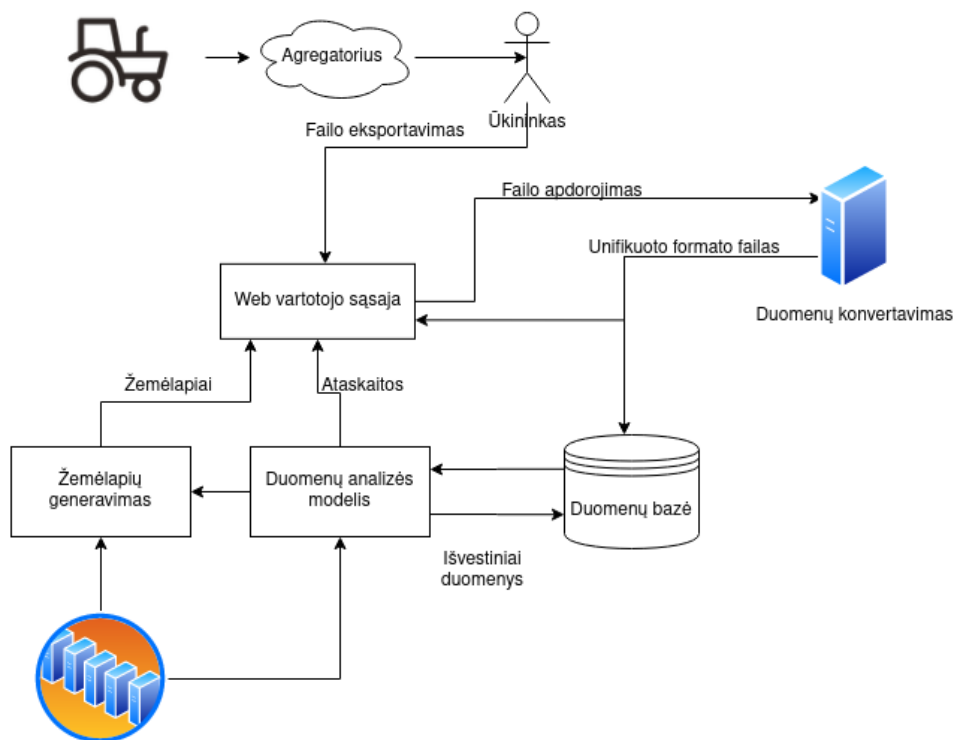 Agregatorius
Ūkininkas
Failo eksportavimas
Failo apdorojimas
Unifikuoto formato failas
Web vartotojo sąsaja
Duomenų konvertavimas
Žemėlapiai
Ataskaitos
Žemėlapių
generavimas
Duomenų analizės
modelis
Duomenų bazė
Išvestiniai
duomenys